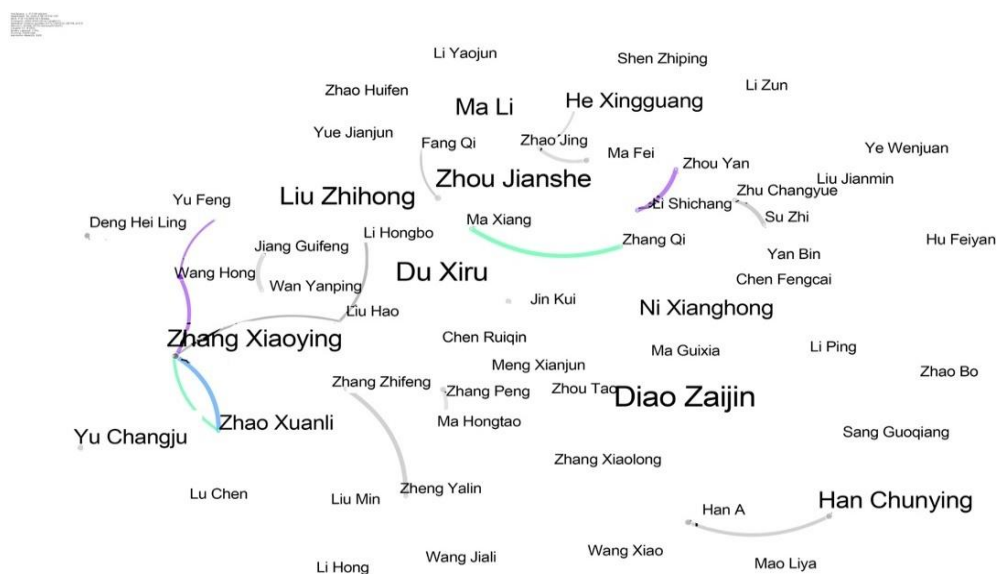 Li Yaojun
Shen Zhiping
Li Zun
Zhao Huifen
Ma Li
He Xingguang
Yue Jianjun
Fang Qi
Zhao Jing
Ma Fei
Ye Wenjuan
Zhou Yan
Zhou Jianshe
Liu Jianmin
Zhu Changyue
Liu Zhihong
Yu Feng
Li Shichang
Su Zhi
Deng Hei Ling
Ma Xiang
Li Hongbo
Zhang Qi
Hu Feiyan
Jiang Guifeng
Yan Bin
Wang Hong
Du Xiru
Chen Fengcai
Wan Yanping
Jin Kui
Ni Xianghong
Liu Hao
Zhang Xiaoying
Chen Ruiqin
Ma Guixia
Li Ping
Meng Xianjun
Zhao Bo
Zhang Zhifeng
Zhang Peng
Zhou Tao
Diao Zaijin
Zhao Xuanli
Ma Hongtao
Yu Changju
Sang Guoqiang
Zhang Xiaolong
Zheng Yalin
Lu Chen
Liu Min
Han Chunying
Han A
Wang Xiao
Wang Jiali
Mao Liya
Li Hong